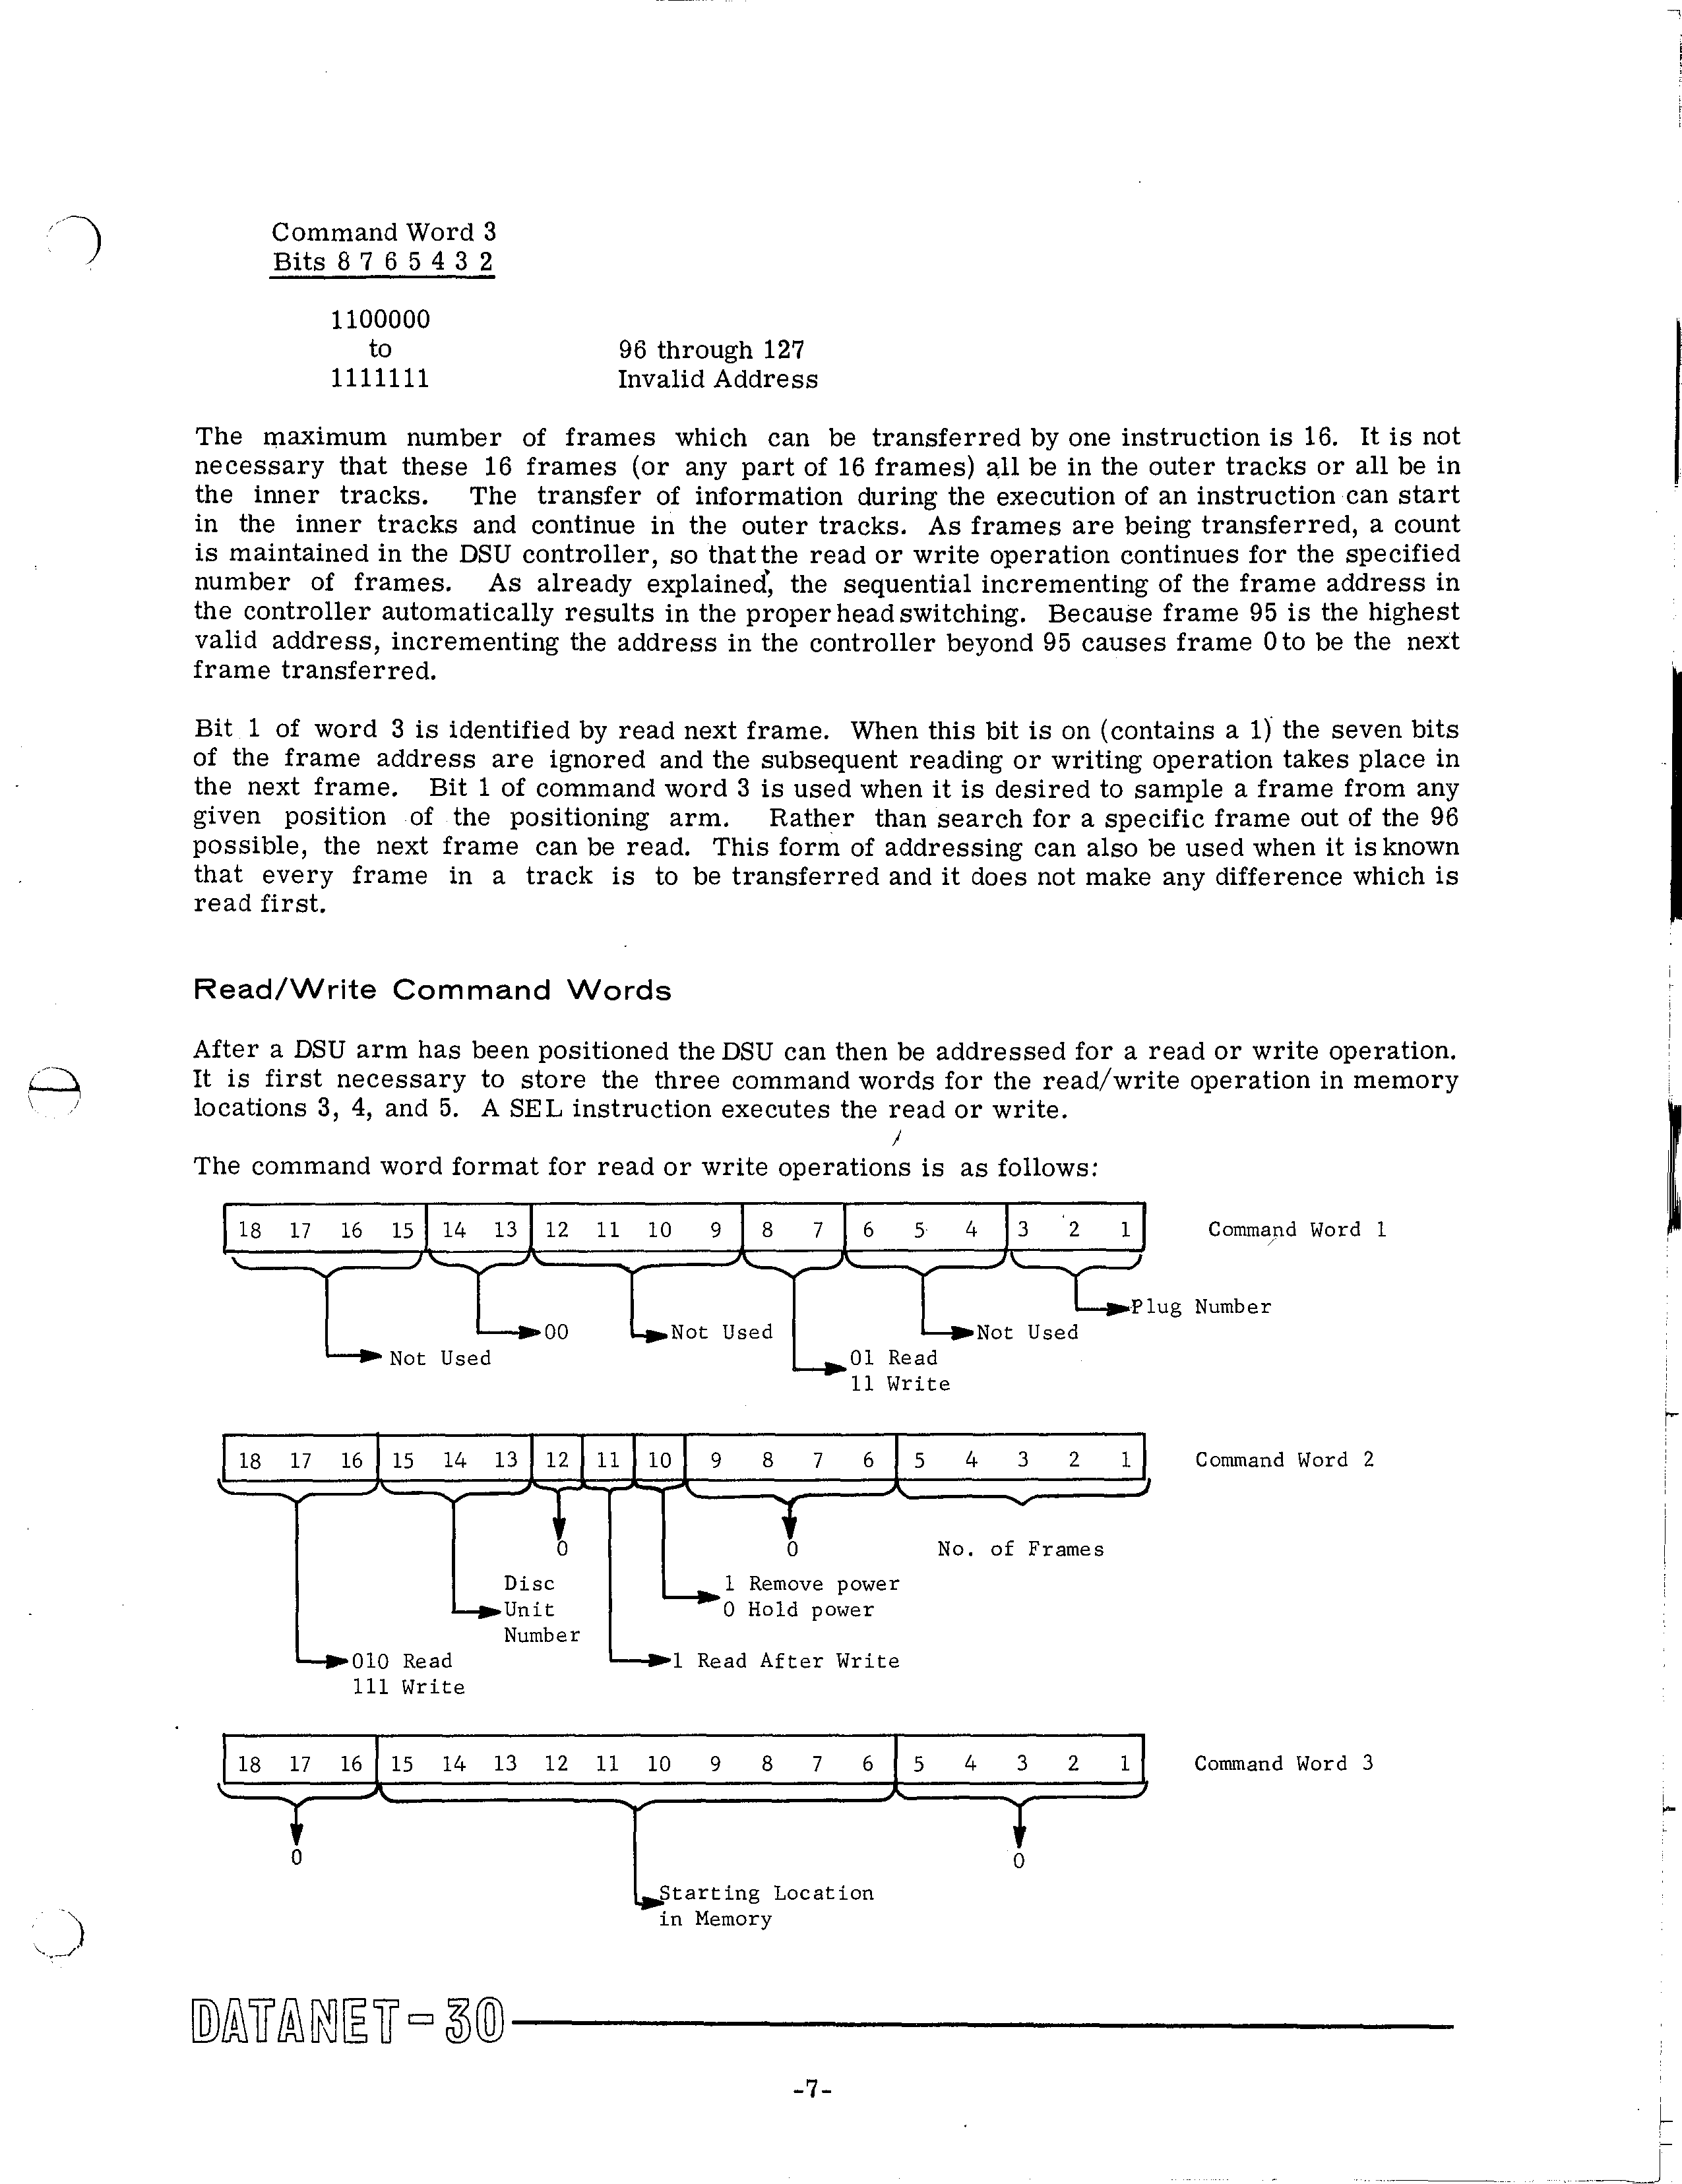 Command Word 3
Bits 8 7 6 5 4 3 2
1100000
to
1111111
96 through 127
Invalid Address
The maximum number of frames which can be transferred by one instruction is 16. It is not
necessary that these 16 frames (or any part of 16 frames) all be in the outer tracks or all be in
the inner tracks. The transfer of information during the execution of an instruction can start
in the inner tracks and continue in the outer tracks. As frames are being transferred, a count
is maintained in the DSU controller, so that the read or write operation continues for the specified
number of frames. As already explained, the sequential incrementing of the frame address in
the controller automatically results in the proper head switching. Because frame 95 is the highest
valid address, incrementing the address in the controller beyond 95 causes frame 0 to be the next
frame transferred.
Bit 1 of word 3 is identified by read next frame. When this bit is on (contains a 1) the seven bits
of the frame address are ignored and the subsequent reading or writing operation takes place in
the next frame. Bit 1 of command word 3 is used when it is desired to sample a frame from any
given position of the positioning arm. Rather than search for a specific frame out of the 96
possible, the next frame can be read. This form of addressing can also be used when it is known
that every frame in a track is to be transferred and it does not make any difference which is
read first.
Read/Write Command Words
After a DSU arm has been positioned the DSU can then be addressed for a read or write operation.
It is first necessary to store the three command words for the read/write operation in memory
locations 3, 4, and 5. A SEL instruction executes the read or write.
The command word format for read or write operations is as follows:
18 17 16 15 14 13 12 11 10 9 8 7 6 5 4 3 2 1 Command Word 1
Plug Number
00 Not Used Not Used
Not Used 01 Read
11 Write
18 17 16 15 14 13 12 11 10 9 8 7 6 5 4 3 2 1 Command Word 2
0 0 No. of Frames
Disc
Unit
Number
1 Remove power
0 Hold power
010 Read
111 Write
1 Read After Write
18 17 16 15 14 13 12 11 10 9 8 7 6 5 4 3 2 1 Command Word 3
0 0
Starting Location
in Memory
DATANET-30
-7-